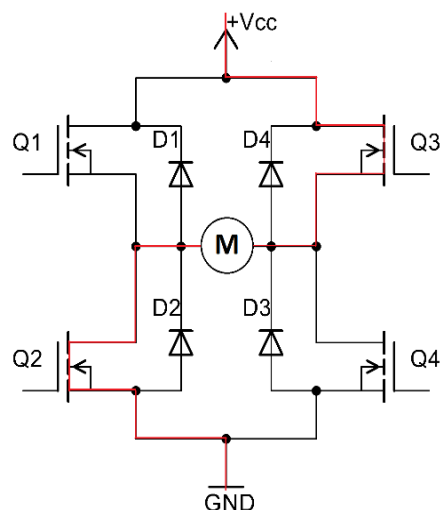 +Vcc
Q1 D1 D4 Q3
M
D2 D3
Q2 Q4
GND